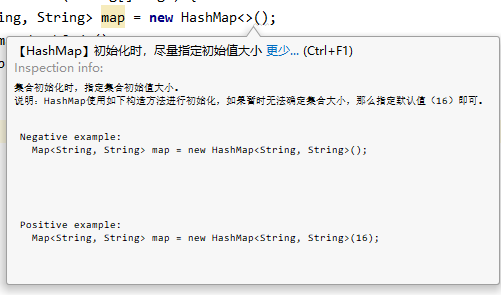 ing, String> map = new HashMap<>();
【HashMap】初始化时，尽量指定初始值大小 更少... (Ctrl+F1)
Inspection info:
集合初始化时，指定集合初始值大小。
说明：HashMap使用如下构造方法进行初始化，如果暂时无法确定集合大小，那么指定默认值（16）即可。
Negative example:
Map<String, String> map = new HashMap<String, String>();
Positive example:
Map<String, String> map = new HashMap<String, String>(16);